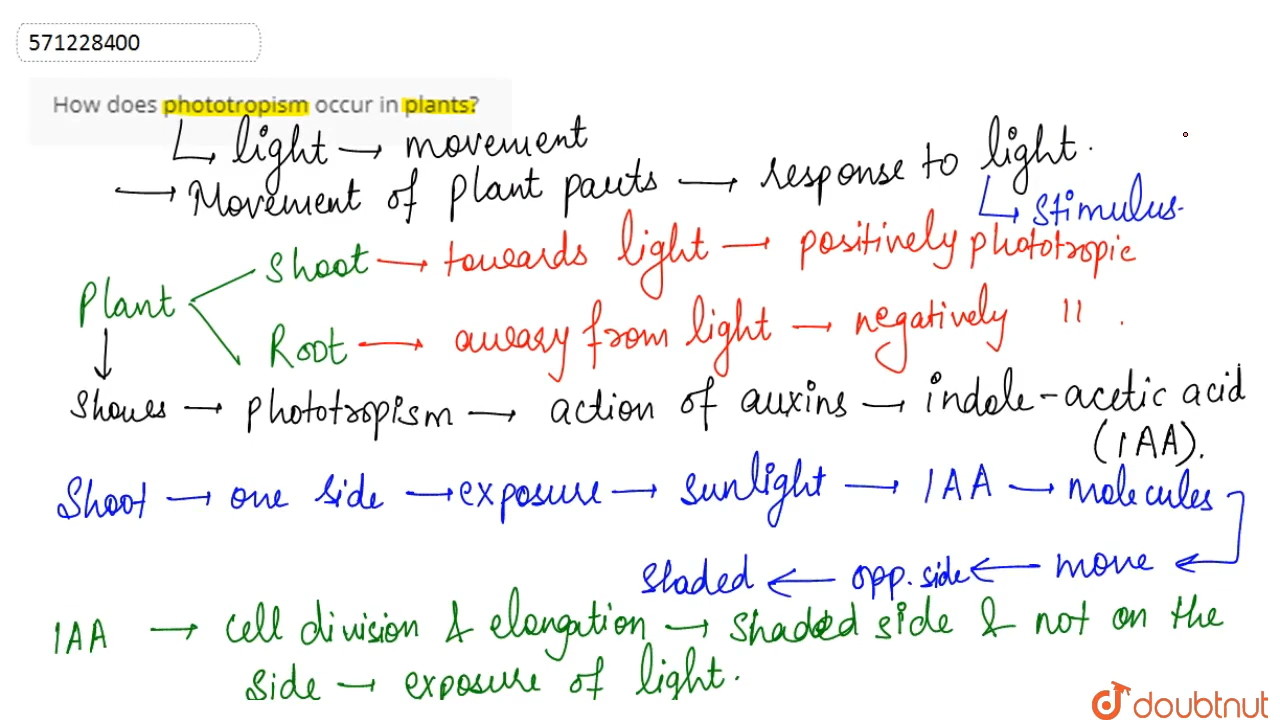 571228400
How does phototropism occur in plants?
light → movement
→ Movement of plant parts → response to light.
stimulus.
Shoot → towards light → positively phototropic
Plant
Root → away from light → negatively 11 .
Shows → phototropism → action of auxins → indole-acetic acid
(IAA).
Shoot → one side → exposure → sunlight → IAA → molecules
shaded ← opp. side ← move ←
IAA → cell division & elongation → shaded side & not on the
side → exposure of light.
doubtnut